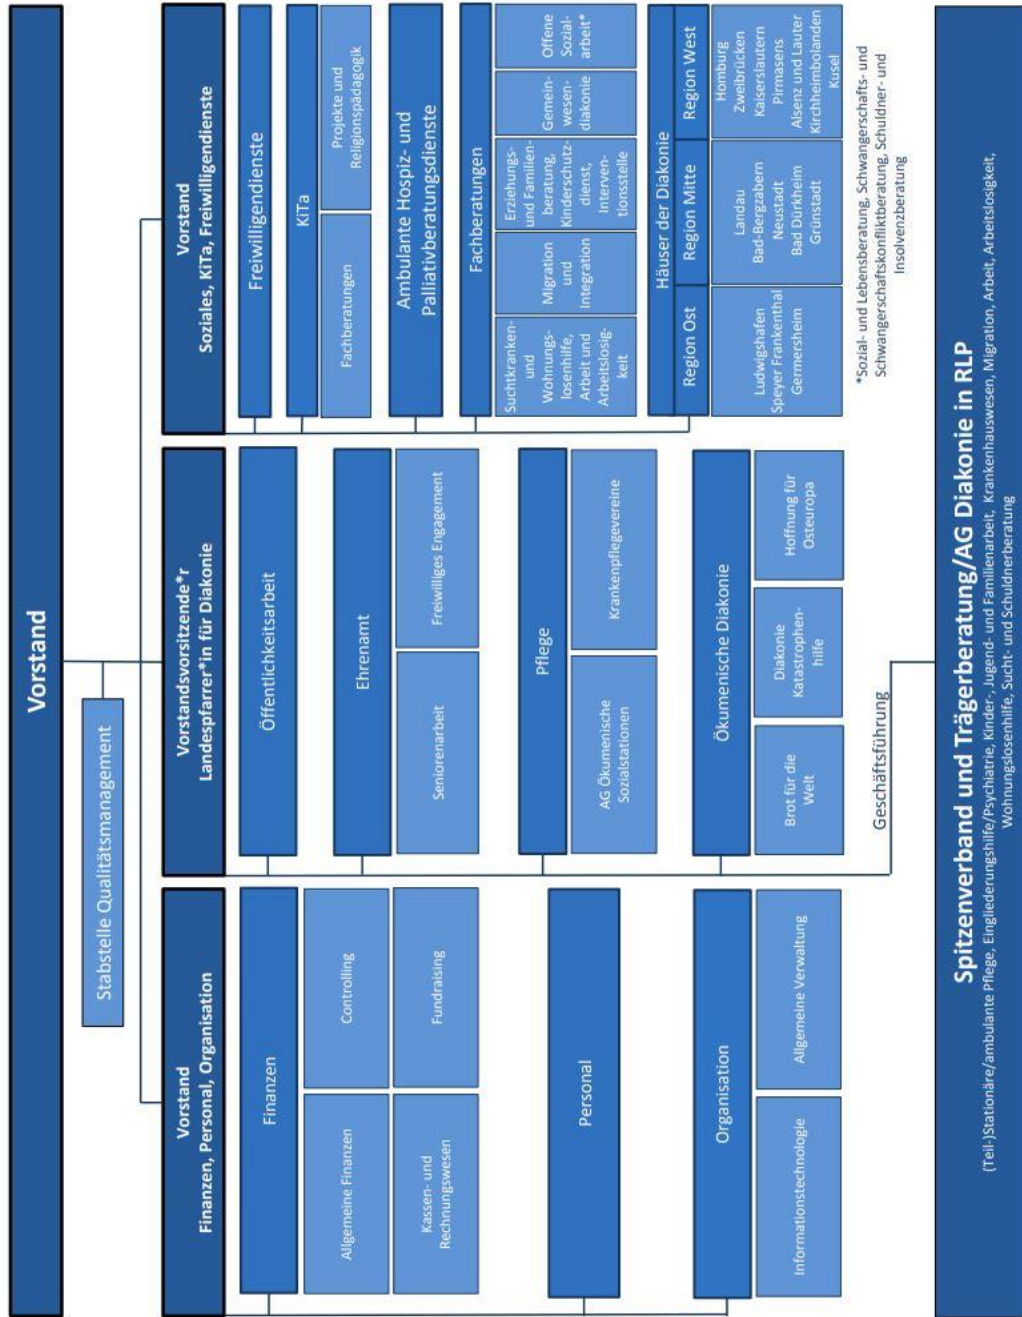 Vorstand
Stabstelle Qualitätsmanagement
Vorstand
Finanzen, Personal, Organisation
Finanzen
Allgemeine Finanzen
Controlling
Kassen- und
Rechnungswesen
Fundraising
Personal
Organisation
Informationstechnologie
Allgemeine Verwaltung
Vorstandsvorsitzende*r
Landespfarrer*in für Diakonie
Öffentlichkeitsarbeit
Ehrenamt
Seniorenarbeit
Freiwilliges Engagement
Pflege
AG Ökumenische
Sozialstationen
Krankenpflegevereine
Ökumenische Diakonie
Brot für die
Welt
Diakonie
Katastrophen-
hilfe
Hoffnung für
Osteuropa
Geschäftsführung
Vorstand
Soziales, KiTa, Freiwilligendienste
Freiwilligendienste
KiTa
Fachberatungen
Projekte und
Religionspädagogik
Ambulante Hospiz- und
Palliativberatungsdienste
Fachberatungen
Suchtkranken-
und
Wohnungs-
losenhilfe,
Arbeit und
Arbeitslosig-
keit
Migration
und
Integration
Erziehungs-
und Familien-
beratung,
Kinderschutz-
dienst,
Interven-
tionsstelle
Gemein-
wesen-
diakonie
Offene
Sozial-
arbeit*
Häuser der Diakonie
Region Ost
Region Mitte
Region West
Ludwigshafen
Speyer Frankenthal
Germersheim
Landau
Bad-Bergzabern
Neustadt
Bad Dürkheim
Grünstadt
Homburg
Zweibrücken
Kaiserslautern
Pirmasens
Alsenz und Lauter
Kirchheimbolanden
Kusel
*Sozial- und Lebensberatung, Schwangerschafts- und
Schwangerschaftskonfliktberatung, Schuldner- und
Insolvenzberatung
Spitzenverband und Trägerberatung/AG Diakonie in RLP
(Teil-)Stationäre/ambulante Pflege, Eingliederungshilfe/Psychiatrie, Kinder-, Jugend- und Familienarbeit, Krankenhauswesen, Migration, Arbeit, Arbeitslosigkeit,
Wohnungslosenhilfe, Sucht- und Schuldnerberatung